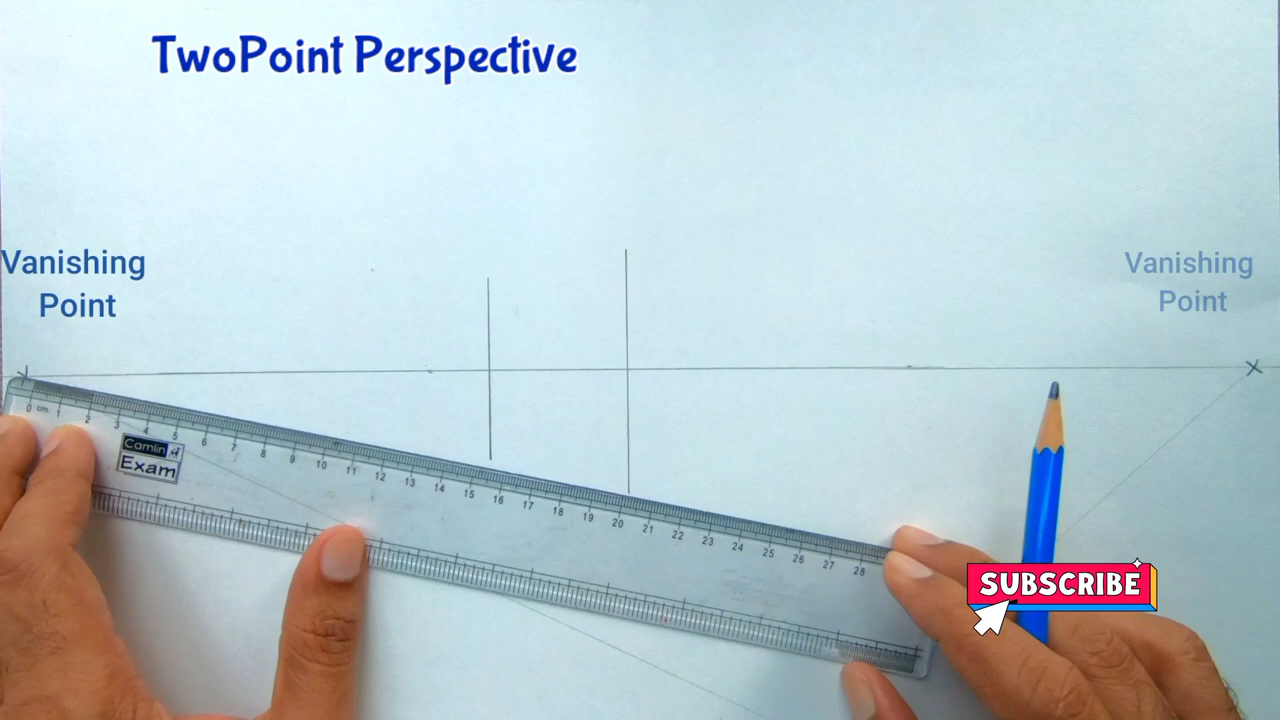 TwoPoint Perspective
Vanishing
Point
Vanishing
Point
0 cm 1 2 3 4 5 6 7 8 9 10 11 12 13 14 15 16 17 18 19 20 21 22 23 24 25 26 27 28
Camlin
Exam
SUBSCRIBE